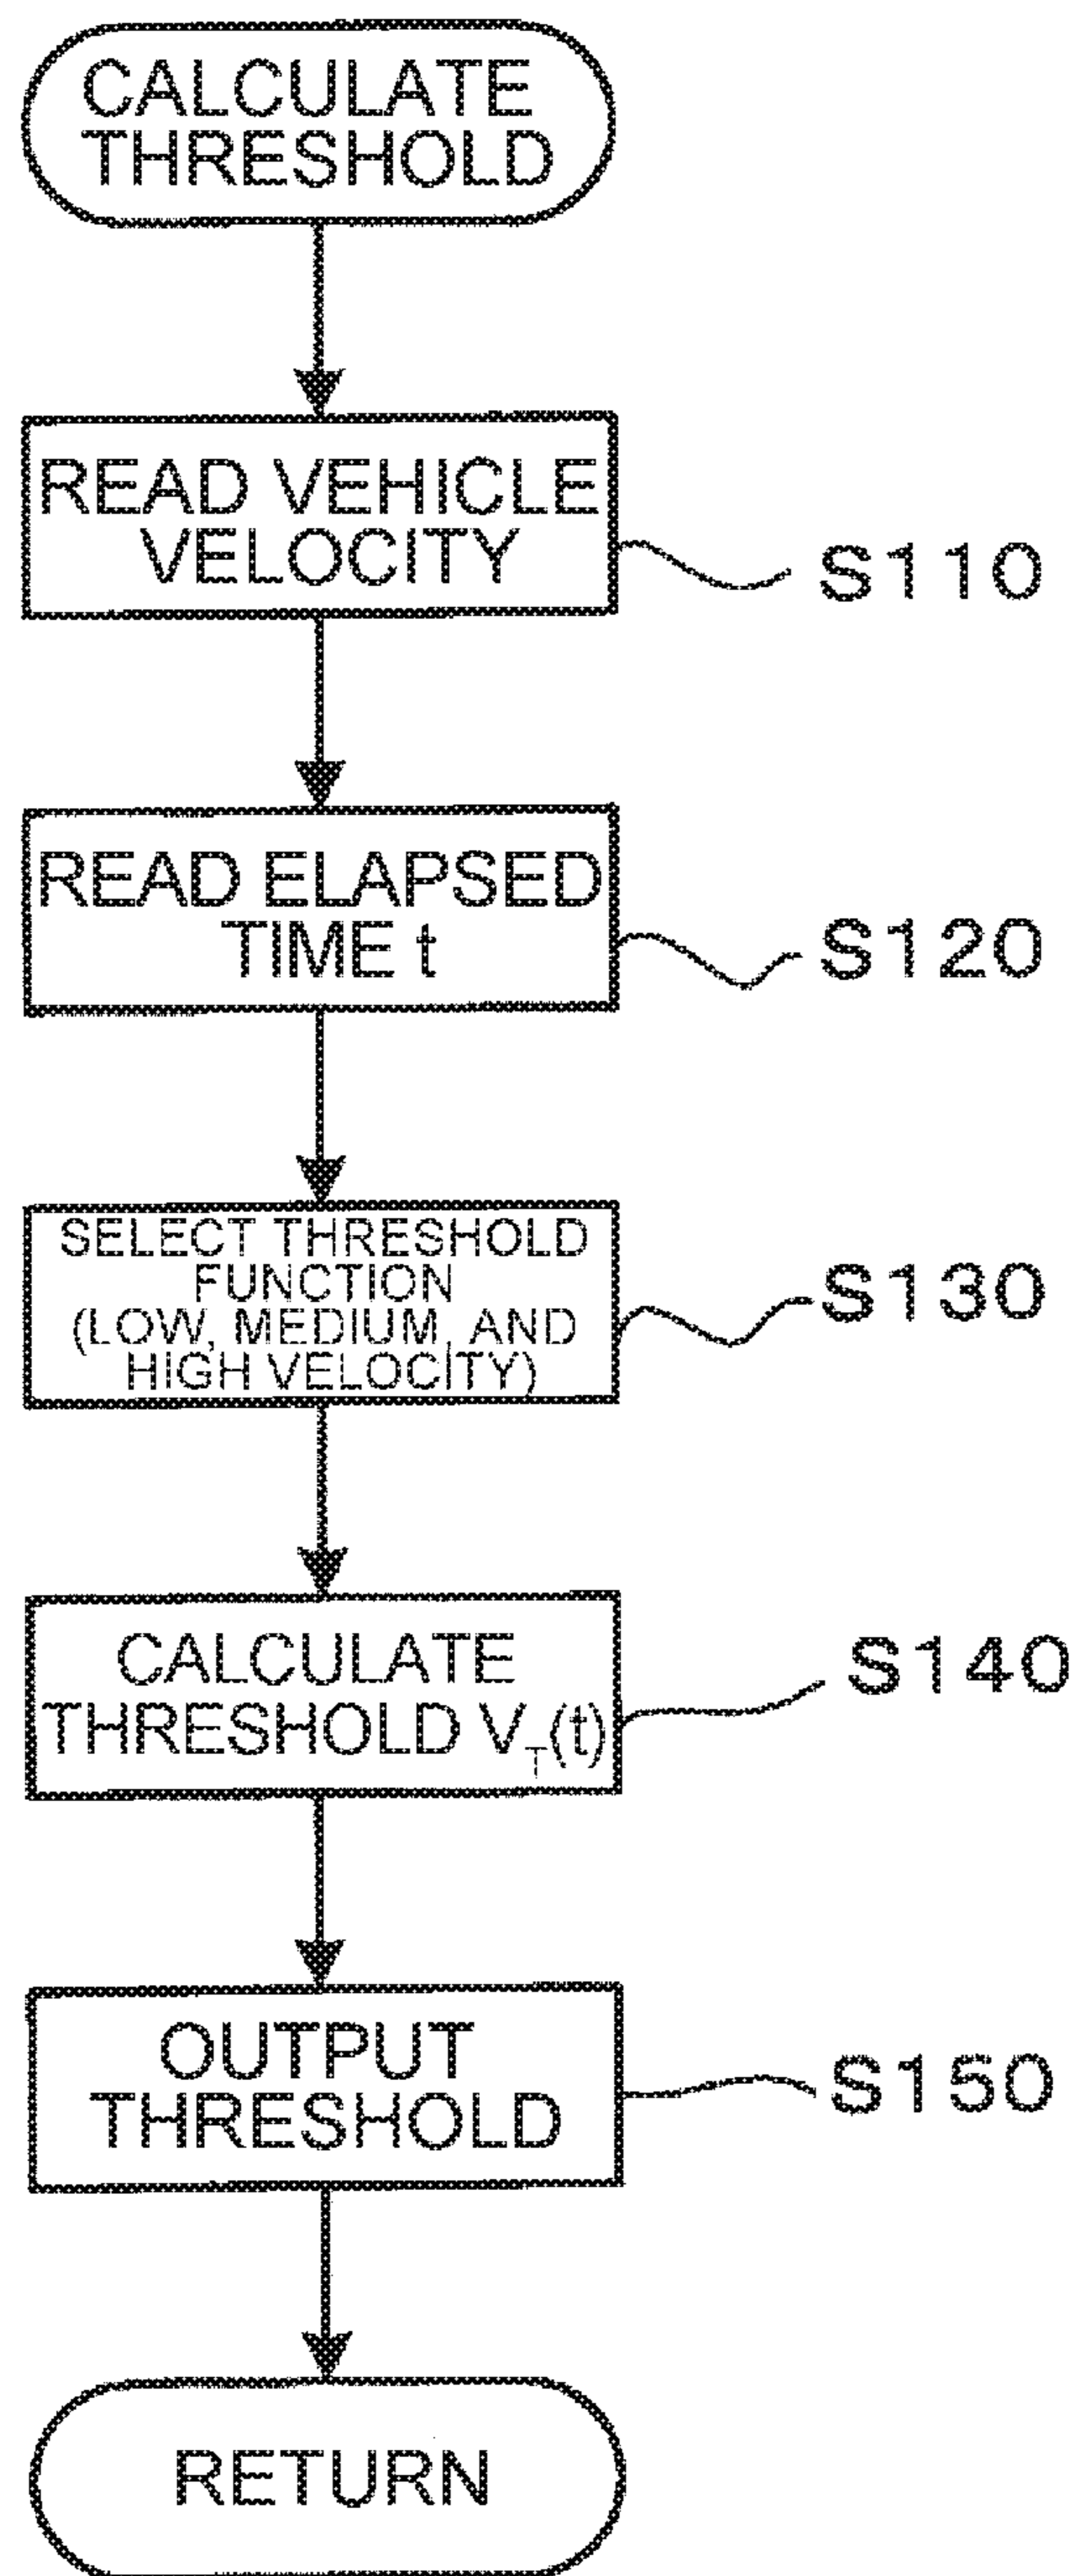 CALCULATE
THRESHOLD
READ VEHICLE
VELOCITY
S110
READ ELAPSED
TIME t
S120
SELECT THRESHOLD
FUNCTION
(LOW, MEDIUM, AND
HIGH VELOCITY)
S130
CALCULATE
THRESHOLD V_T(t)
S140
OUTPUT
THRESHOLD
S150
RETURN